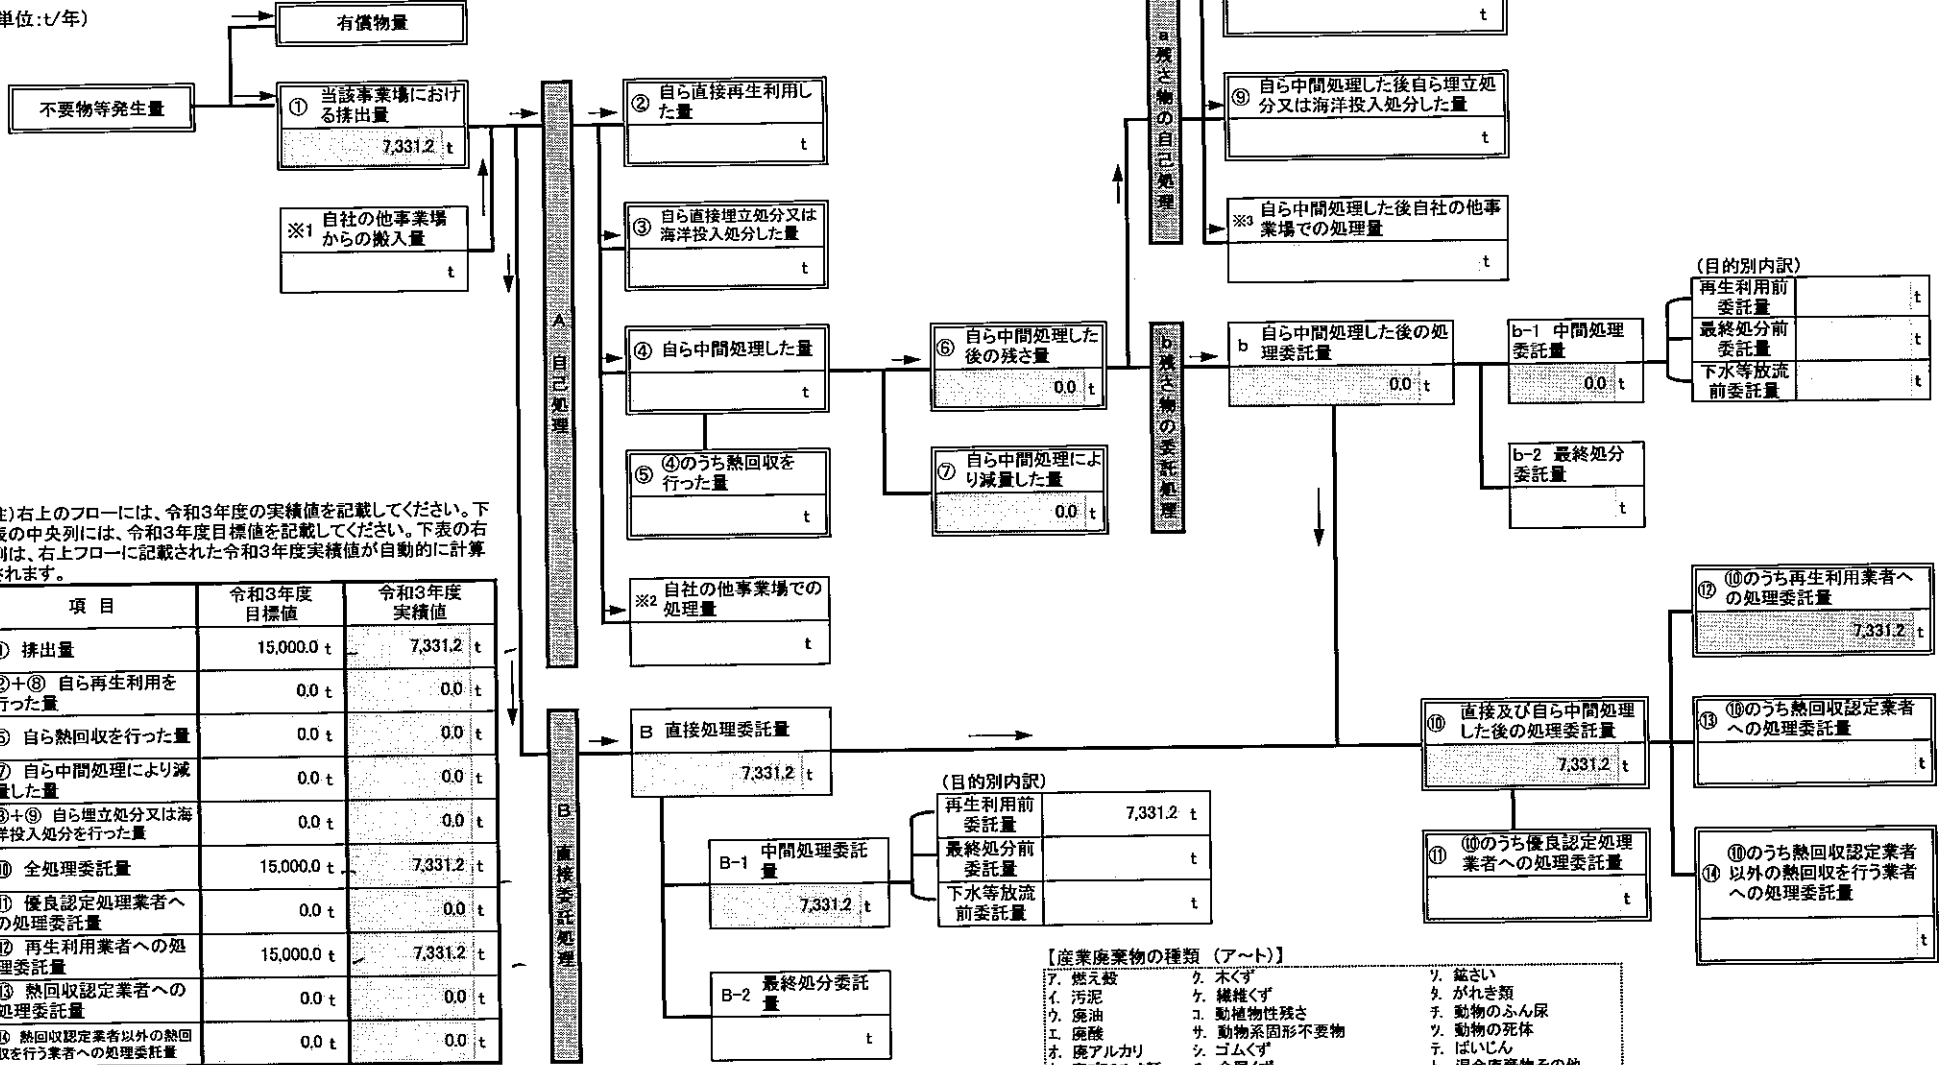 単位:t/年)
有償物量
不要物等発生量
① 当該事業場におけ
る排出量
7,331.2 t
※1 自社の他事業場
からの搬入量
t
A 自己処理
② 自ら直接再生利用し
た量
t
③ 自ら直接埋立処分又は
海洋投入処分した量
t
④ 自ら中間処理した量
t
⑤ ④のうち熱回収を
行った量
t
※2 自社の他事業場での
処理量
t
⑥ 自ら中間処理した
後の残さ量
0.0 t
⑦ 自ら中間処理によ
り減量した量
0.0 t
a 残さ物の自己処理
t
⑨ 自ら中間処理した後自ら埋立処
分又は海洋投入処分した量
t
※3 自ら中間処理した後自社の他事
業場での処理量
t
b 残さ物の委託処理
b 自ら中間処理した後の処
理委託量
0.0 t
b-1 中間処理
委託量
0.0 t
(目的別内訳)
再生利用前
委託量 t
最終処分前
委託量 t
下水等放流
前委託量 t
b-2 最終処分
委託量
t
注)右上のフローには、令和3年度の実績値を記載してください。下
表の中央列には、令和3年度目標値を記載してください。下表の右
列は、右上フローに記載された令和3年度実績値が自動的に計算
されます。
項 目 令和3年度
目標値 令和3年度
実績値
① 排出量 15,000.0 t 7,331.2 t
②+⑧ 自ら再生利用を
行った量 0.0 t 0.0 t
⑤ 自ら熱回収を行った量 0.0 t 0.0 t
⑦ 自ら中間処理により減
量した量 0.0 t 0.0 t
③+⑨ 自ら埋立処分又は海
洋投入処分を行った量 0.0 t 0.0 t
⑩ 全処理委託量 15,000.0 t 7,331.2 t
⑪ 優良認定処理業者へ
の処理委託量 0.0 t 0.0 t
⑫ 再生利用業者への処
理委託量 15,000.0 t 7,331.2 t
⑬ 熱回収認定業者への
処理委託量 0.0 t 0.0 t
⑭ 熱回収認定業者以外の熱回
収を行う業者への処理委託量 0.0 t 0.0 t
B 直接委託処理
B 直接処理委託量
7,331.2 t
B-1 中間処理委託
量
7,331.2 t
(目的別内訳)
再生利用前
委託量 7,331.2 t
最終処分前
委託量 t
下水等放流
前委託量 t
B-2 最終処分委託
量
t
⑩ 直接及び自ら中間処理
した後の処理委託量
7,331.2 t
⑪ ⑩のうち優良認定処理
業者への処理委託量
t
⑫ ⑩のうち再生利用業者へ
の処理委託量
7,331.2 t
⑬ ⑩のうち熱回収認定業者
への処理委託量
t
⑭ ⑩のうち熱回収認定業者
以外の熱回収を行う業者
への処理委託量
t
【産業廃棄物の種類 (ア~ト)】
ア. 燃え殻 ク. 木くず ソ. 鉱さい
イ. 汚泥 ケ. 繊維くず タ. がれき類
ウ. 廃油 コ. 動植物性残さ チ. 動物のふん尿
エ. 廃酸 サ. 動物系固形不要物 ツ. 動物の死体
オ. 廃アルカリ シ. ゴムくず テ. ばいじん